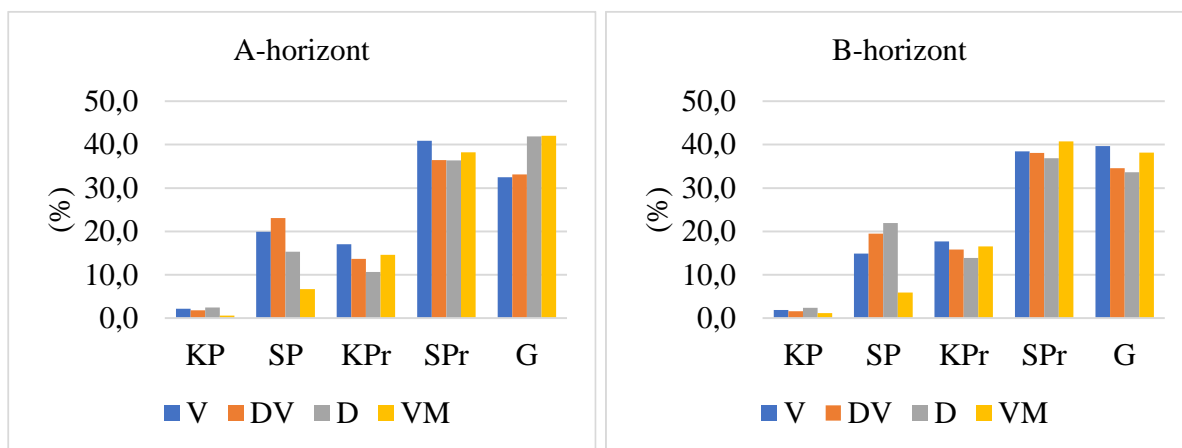 A-horizont
50,0
40,0
30,0
20,0
10,0
0,0
(%)
KP SP KPr SPr G
V DV D VM
B-horizont
50,0
40,0
30,0
20,0
10,0
0,0
(%)
KP SP KPr SPr G
V DV D VM